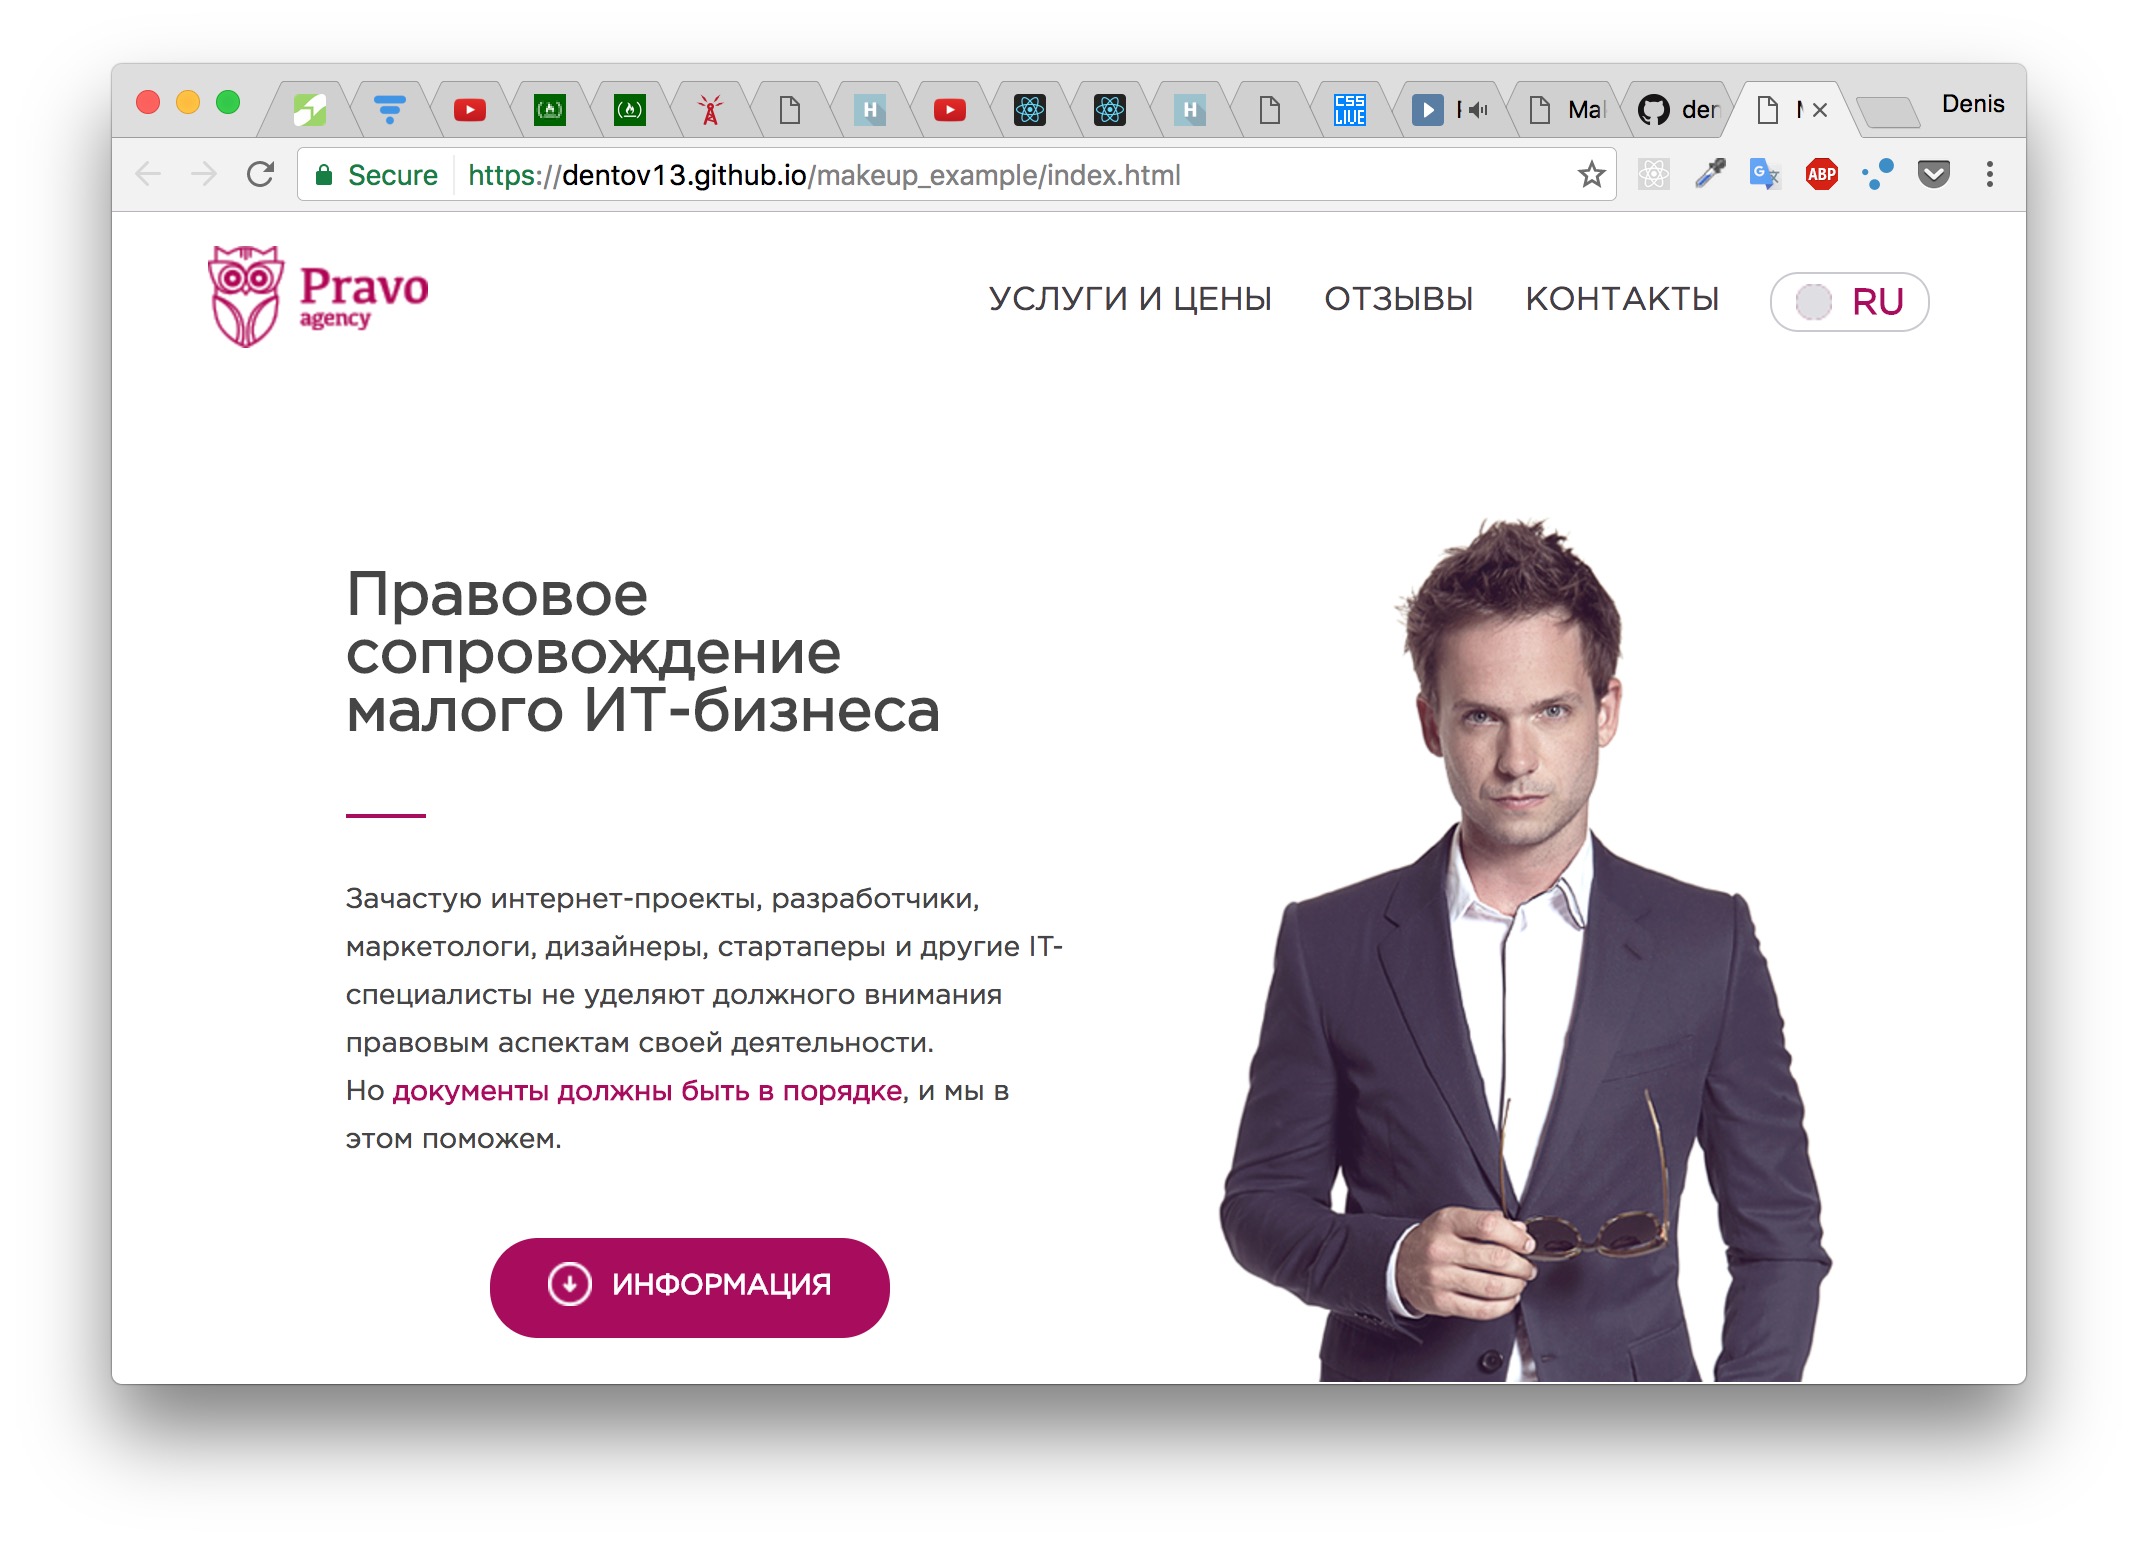 CSS
LIVE
Ma
den
Denis
Secure
https://dentov13.github.io/makeup_example/index.html
ABP
Pravo
agency
УСЛУГИ И ЦЕНЫ
ОТЗЫВЫ
КОНТАКТЫ
RU
Правовое
сопровождение
малого ИТ-бизнеса
Зачастую интернет-проекты, разработчики,
маркетологи, дизайнеры, стартаперы и другие IT-
специалисты не уделяют должного внимания
правовым аспектам своей деятельности.
Но документы должны быть в порядке, и мы в
этом поможем.
ИНФОРМАЦИЯ